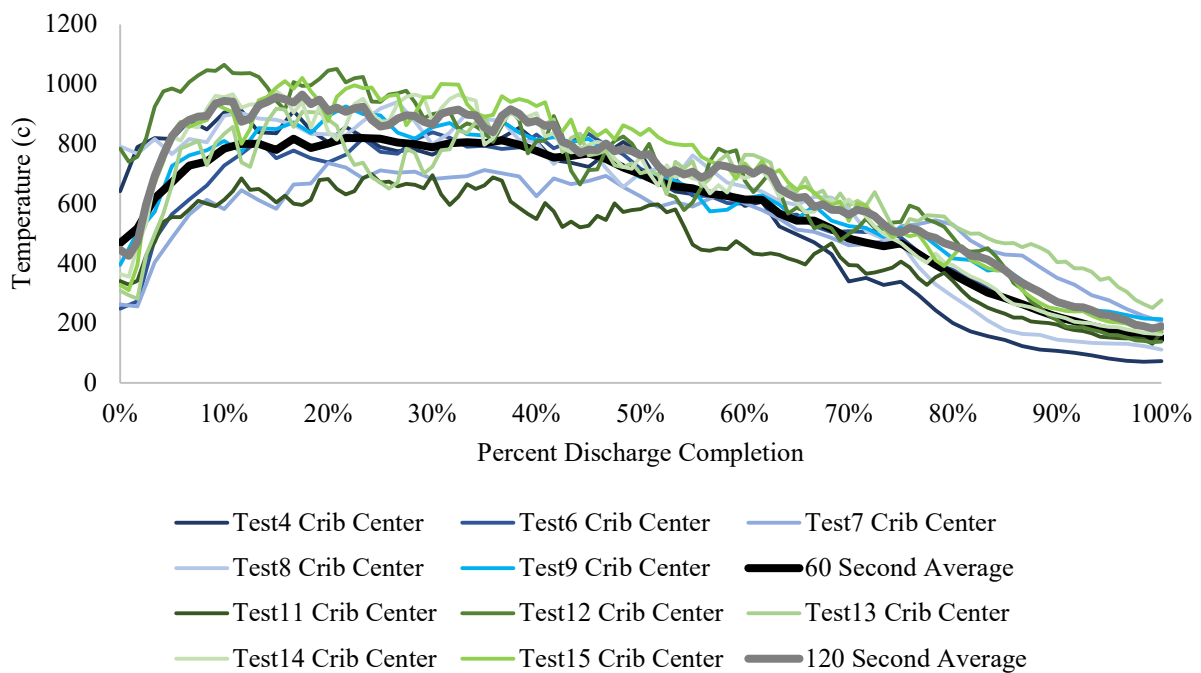 1200
1000
800
600
400
200
0
Temperature (c)
0% 10% 20% 30% 40% 50% 60% 70% 80% 90% 100%
Percent Discharge Completion
Test4 Crib Center Test6 Crib Center Test7 Crib Center
Test8 Crib Center Test9 Crib Center 60 Second Average
Test11 Crib Center Test12 Crib Center Test13 Crib Center
Test14 Crib Center Test15 Crib Center 120 Second Average